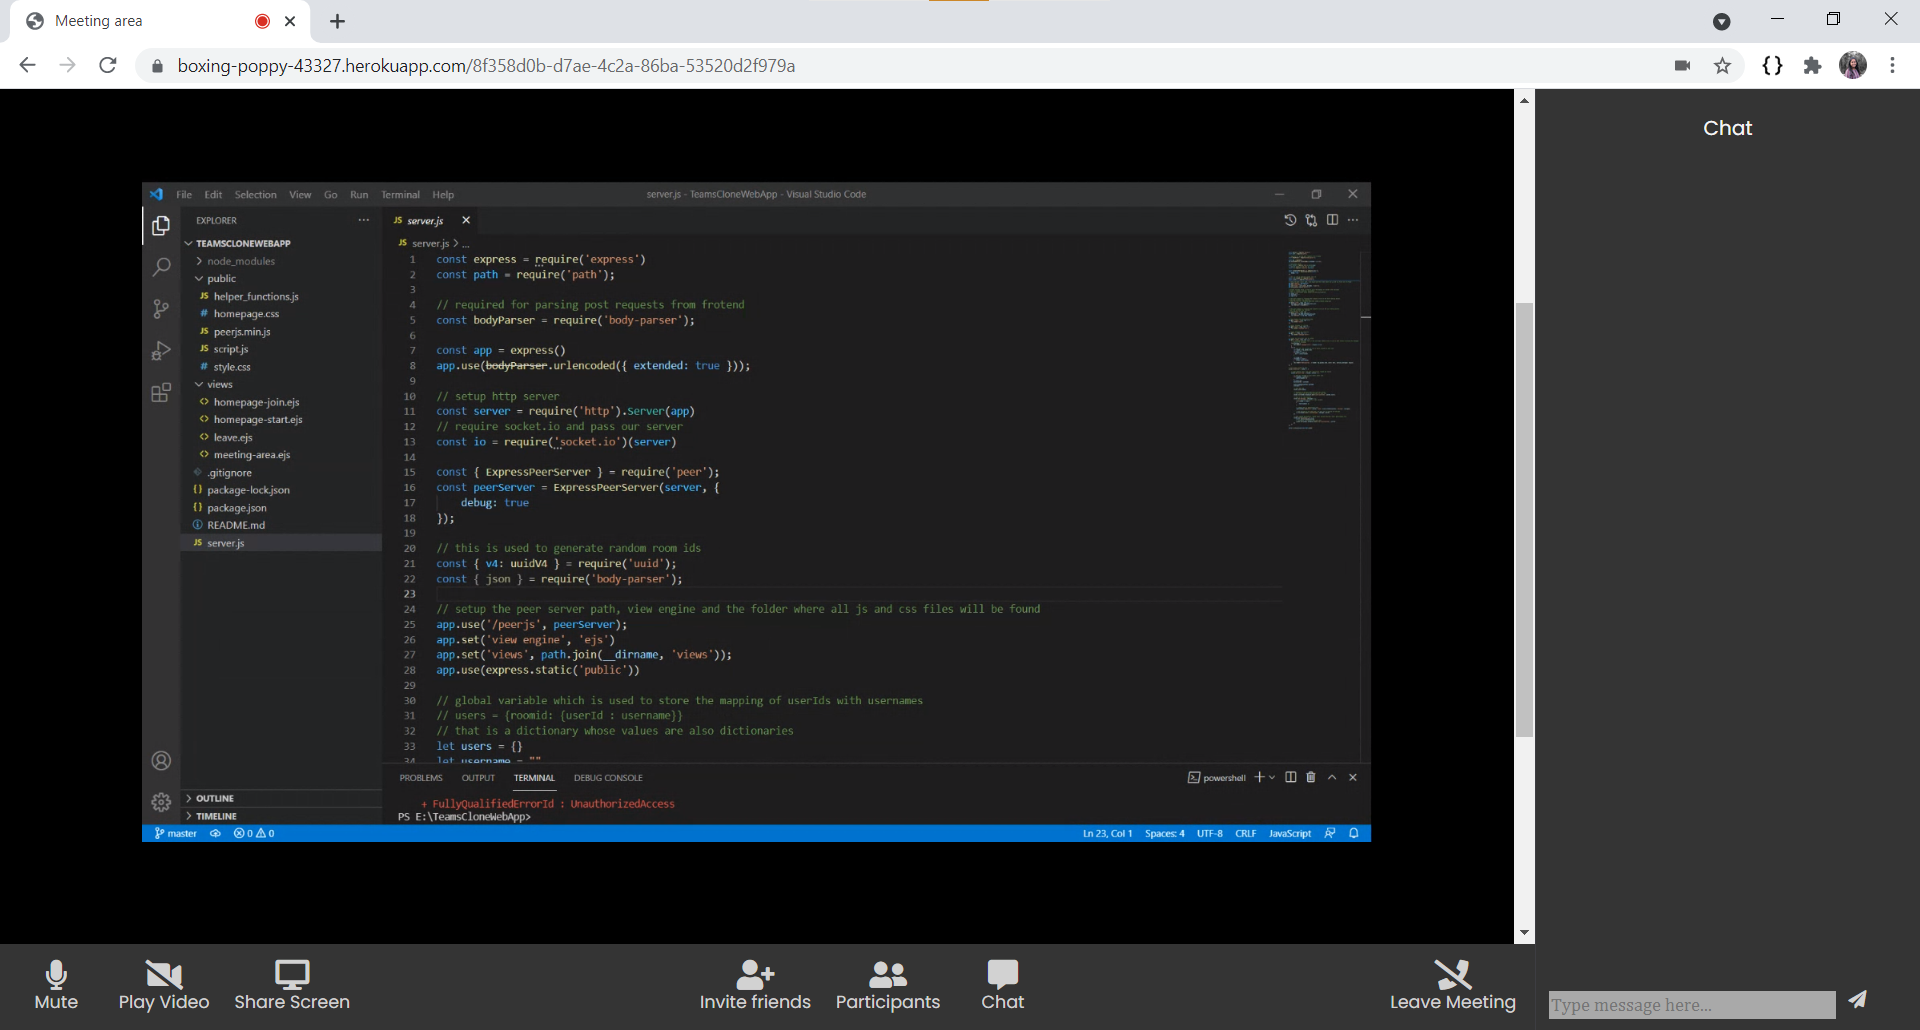 Meeting area
boxing-poppy-43327.herokuapp.com/8f358d0b-d7ae-4c2a-86ba-53520d2f979a
File Edit Selection View Go Run Terminal Help
server.js - TeamsCloneWebApp - Visual Studio Code
EXPLORER
TEAMSCLONEWEBAPP
node_modules
public
JS helper_functions.js
# homepage.css
JS peerjs.min.js
JS script.js
# style.css
views
<> homepage-join.ejs
<> homepage-start.ejs
<> leave.ejs
<> meeting-area.ejs
.gitignore
{} package-lock.json
{} package.json
README.md
JS server.js
OUTLINE
TIMELINE
JS server.js
JS server.js > ...
1 const express = require('express')
2 const path = require('path');
3
4 // required for parsing post requests from frotend
5 const bodyParser = require('body-parser');
6
7 const app = express()
8 app.use(bodyParser.urlencoded({ extended: true }));
9
10 // setup http server
11 const server = require('http').Server(app)
12 // require socket.io and pass our server
13 const io = require('socket.io')(server)
14
15 const { ExpressPeerServer } = require('peer');
16 const peerServer = ExpressPeerServer(server, {
17 debug: true
18 });
19
20 // this is used to generate random room ids
21 const { v4: uuidV4 } = require('uuid');
22 const { json } = require('body-parser');
23
24 // setup the peer server path, view engine and the folder where all js and css files will be found
25 app.use('/peerjs', peerServer);
26 app.set('view engine', 'ejs')
27 app.set('views', path.join(__dirname, 'views'));
28 app.use(express.static('public'))
29
30 // global variable which is used to store the mapping of userIds with usernames
31 // users = {roomid: {userId : username}}
32 // that is a dictionary whose values are also dictionaries
33 let users = {}
34 let username = ""
PROBLEMS OUTPUT TERMINAL DEBUG CONSOLE
powershell
+ FullyQualifiedErrorId : UnauthorizedAccess
PS E:\TeamsCloneWebApp>
master 0 0
Ln 23, Col 1 Spaces: 4 UTF-8 CRLF JavaScript
Chat
Type message here...
Mute
Play Video
Share Screen
Invite friends
Participants
Chat
Leave Meeting